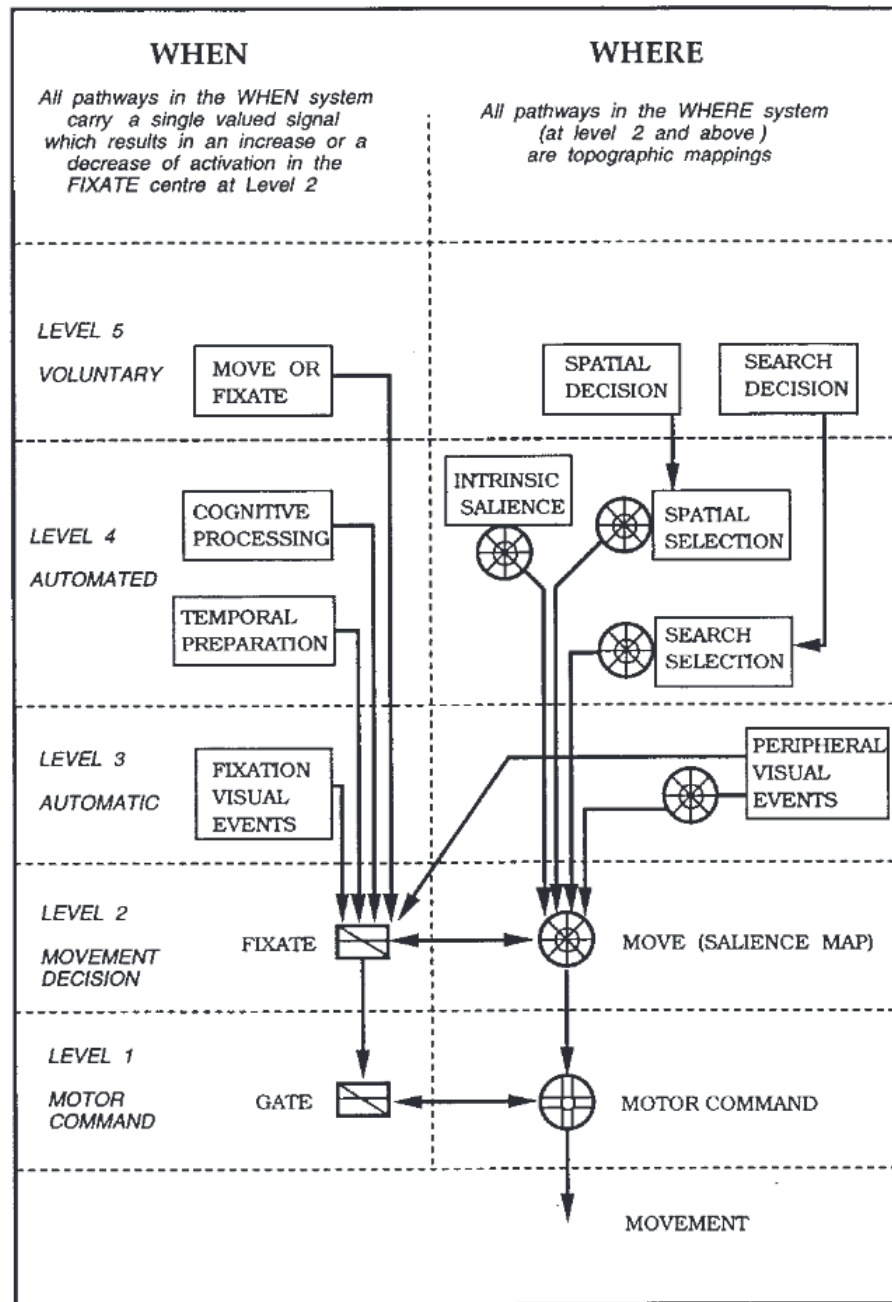 WHEN
All pathways in the WHEN system
carry a single valued signal
which results in an increase or a
decrease of activation in the
FIXATE centre at Level 2
WHERE
All pathways in the WHERE system
(at level 2 and above)
are topographic mappings
LEVEL 5
VOLUNTARY
MOVE OR
FIXATE
SPATIAL
DECISION
SEARCH
DECISION
LEVEL 4
AUTOMATED
COGNITIVE
PROCESSING
TEMPORAL
PREPARATION
INTRINSIC
SALIENCE
SPATIAL
SELECTION
SEARCH
SELECTION
LEVEL 3
AUTOMATIC
FIXATION
VISUAL
EVENTS
PERIPHERAL
VISUAL
EVENTS
LEVEL 2
MOVEMENT
DECISION
FIXATE
MOVE (SALIENCE MAP)
LEVEL 1
MOTOR
COMMAND
GATE
MOTOR COMMAND
MOVEMENT